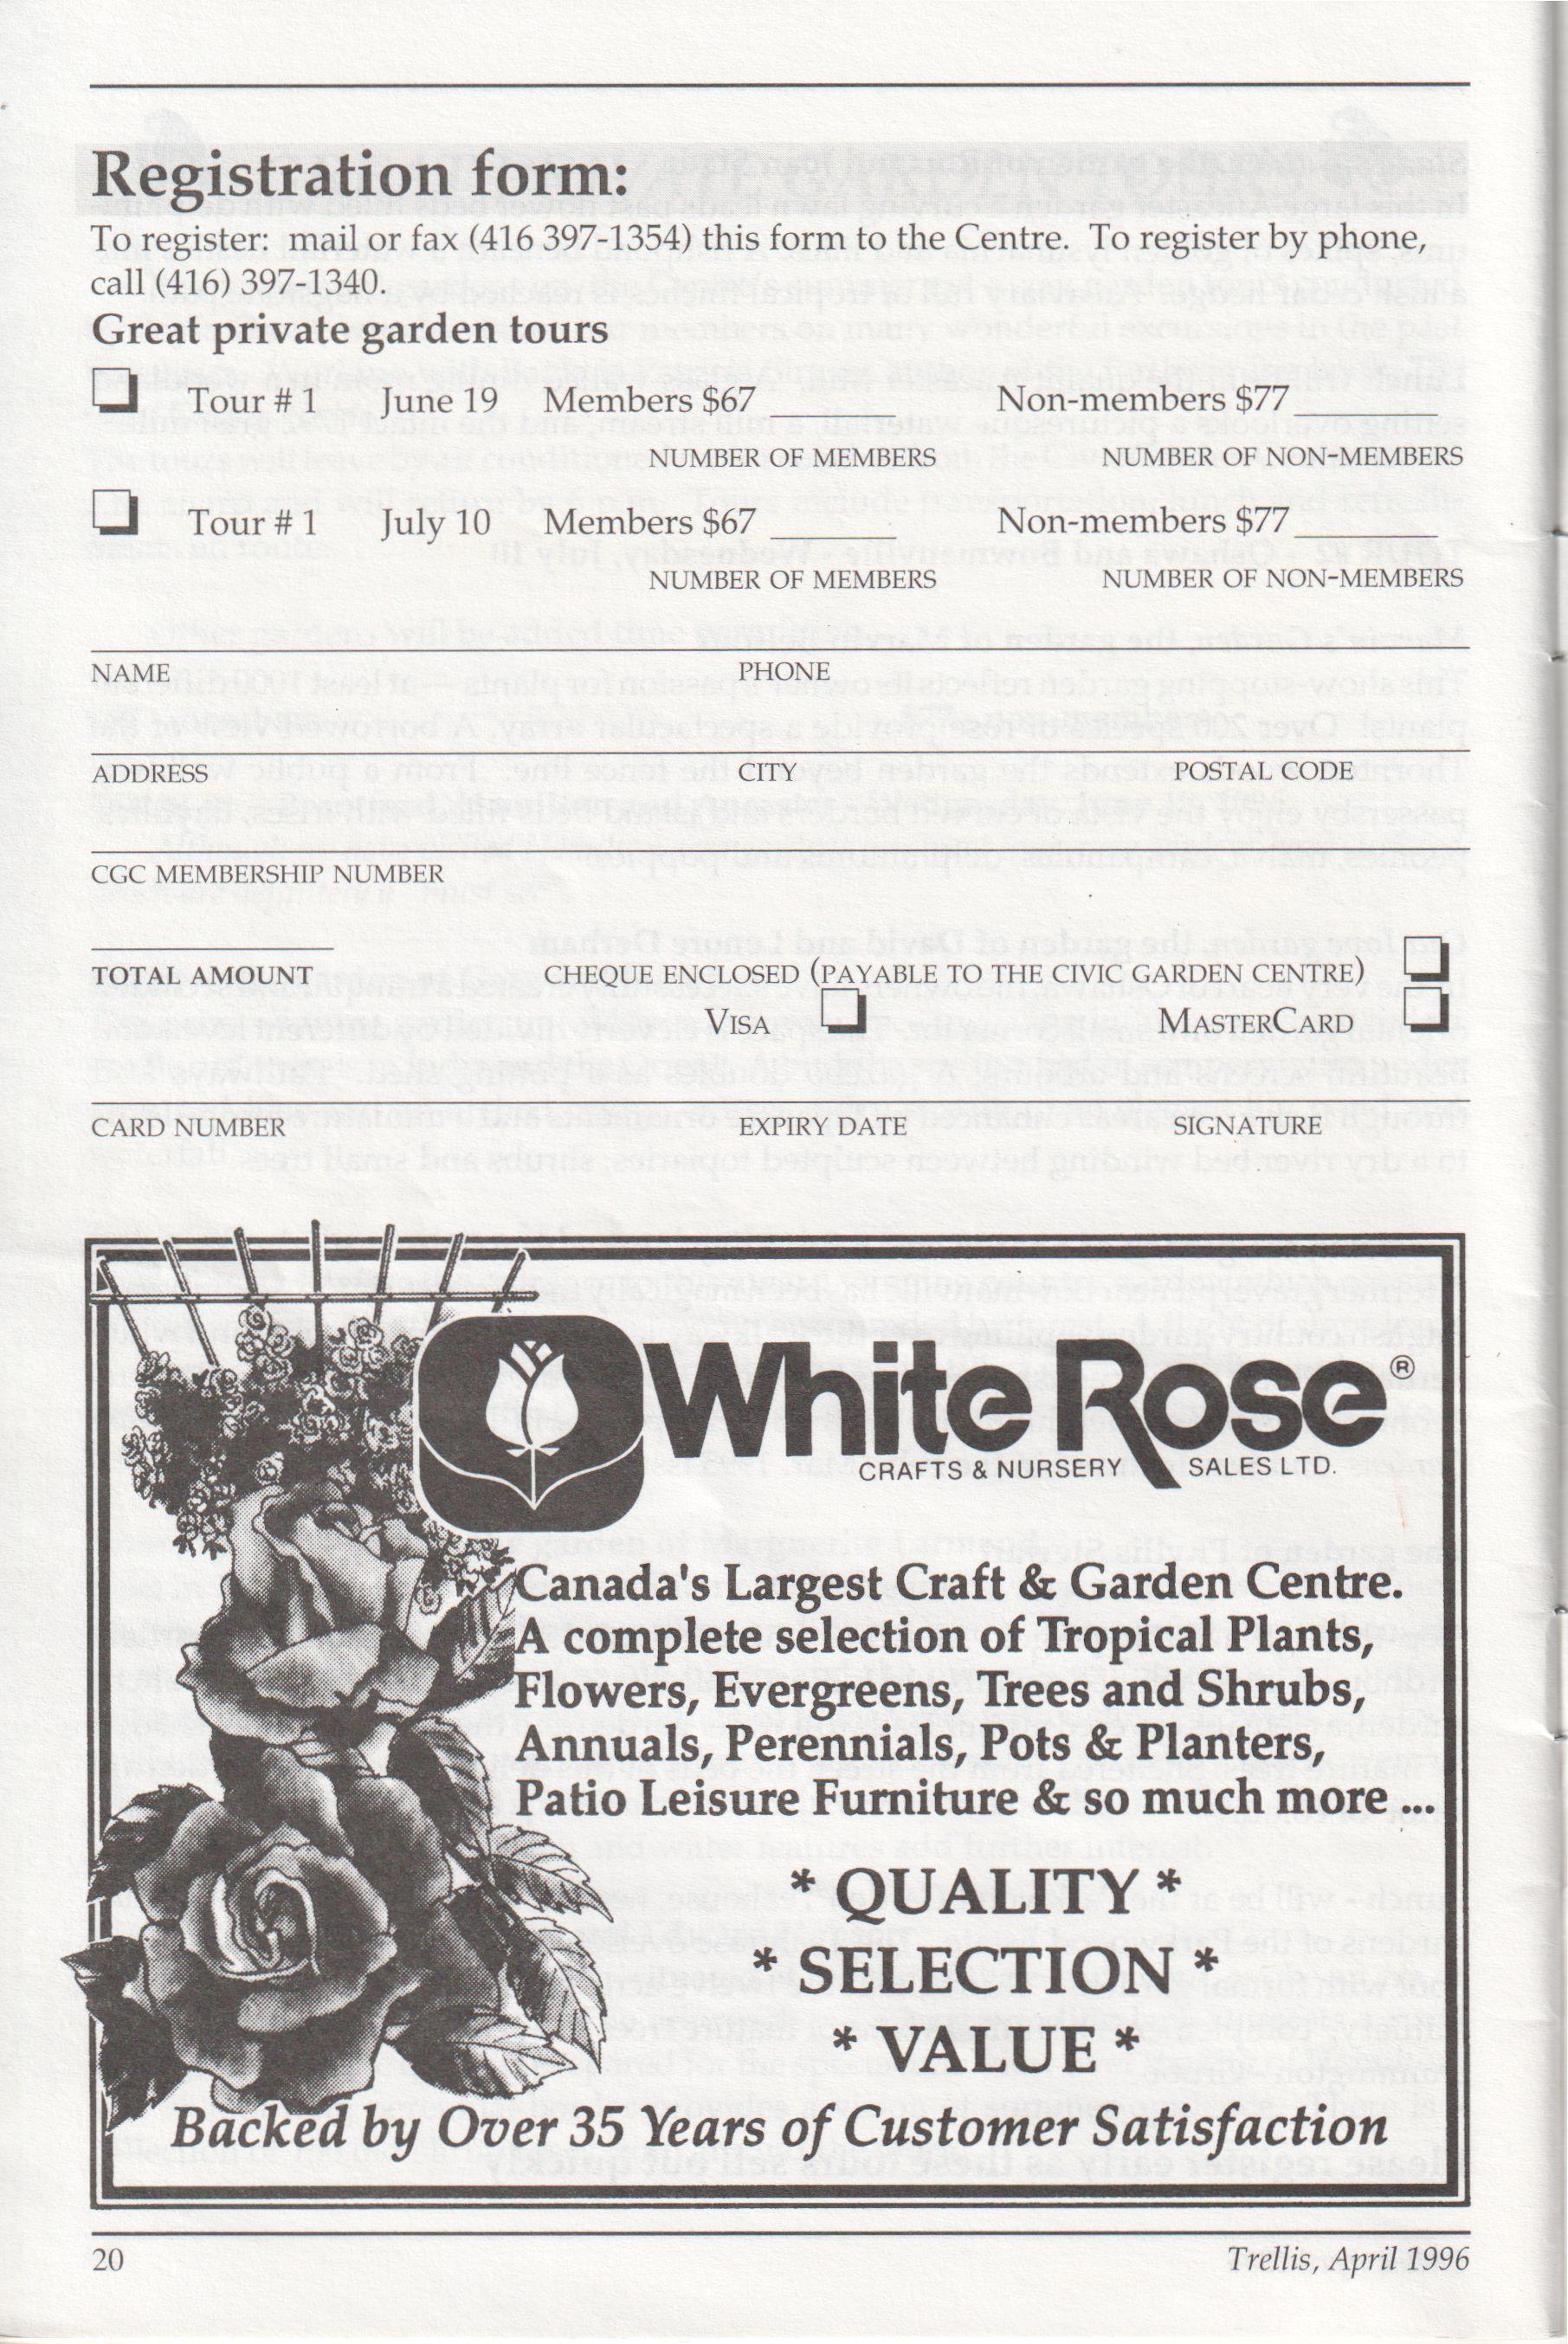 Registration form:
To register: mail or fax (416 397-1354) this form to the Centre. To register by phone,
call (416) 397-1340.
Great private garden tours
Tour # 1 June 19 Members $67 ________ Non-members $77 ________
NUMBER OF MEMBERS NUMBER OF NON-MEMBERS
Tour # 1 July 10 Members $67 ________ Non-members $77 ________
NUMBER OF MEMBERS NUMBER OF NON-MEMBERS
NAME PHONE
ADDRESS CITY POSTAL CODE
CGC MEMBERSHIP NUMBER
TOTAL AMOUNT CHEQUE ENCLOSED (PAYABLE TO THE CIVIC GARDEN CENTRE)
VISA MASTERCARD
CARD NUMBER EXPIRY DATE SIGNATURE
White Rose®
CRAFTS & NURSERY SALES LTD.
Canada's Largest Craft & Garden Centre.
A complete selection of Tropical Plants,
Flowers, Evergreens, Trees and Shrubs,
Annuals, Perennials, Pots & Planters,
Patio Leisure Furniture & so much more ...
* QUALITY *
* SELECTION *
* VALUE *
Backed by Over 35 Years of Customer Satisfaction
20 Trellis, April 1996